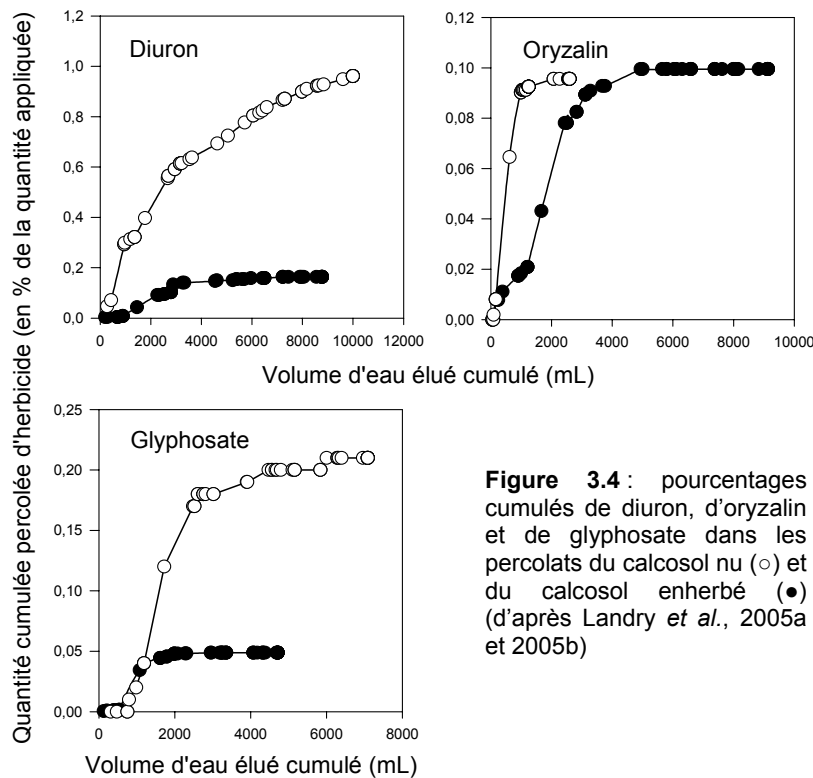 Quantité cumulée percolée d'herbicide (en % de la quantité appliquée)
Diuron
1,2
1,0
0,8
0,6
0,4
0,2
0,0
0 2000 4000 6000 8000 10000 12000
Oryzalin
0,12
0,10
0,08
0,06
0,04
0,02
0,00
0 2000 4000 6000 8000 10000
Volume d'eau élué cumulé (mL)
Glyphosate
0,25
0,20
0,15
0,10
0,05
0,00
0 2000 4000 6000 8000
Volume d'eau élué cumulé (mL)
Figure 3.4 : pourcentages
cumulés de diuron, d’oryzalin
et de glyphosate dans les
percolats du calcosol nu (○) et
du calcosol enherbé (●)
(d’après Landry et al., 2005a
et 2005b)